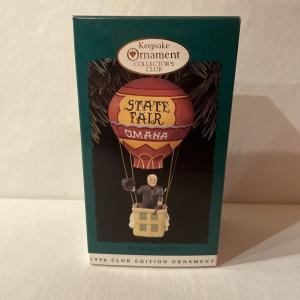 Keepsake
Ornament
COLLECTOR'S
CLUB
STATE
FAIR
OMAHA
1996 CLUB EDITION ORNAMENT